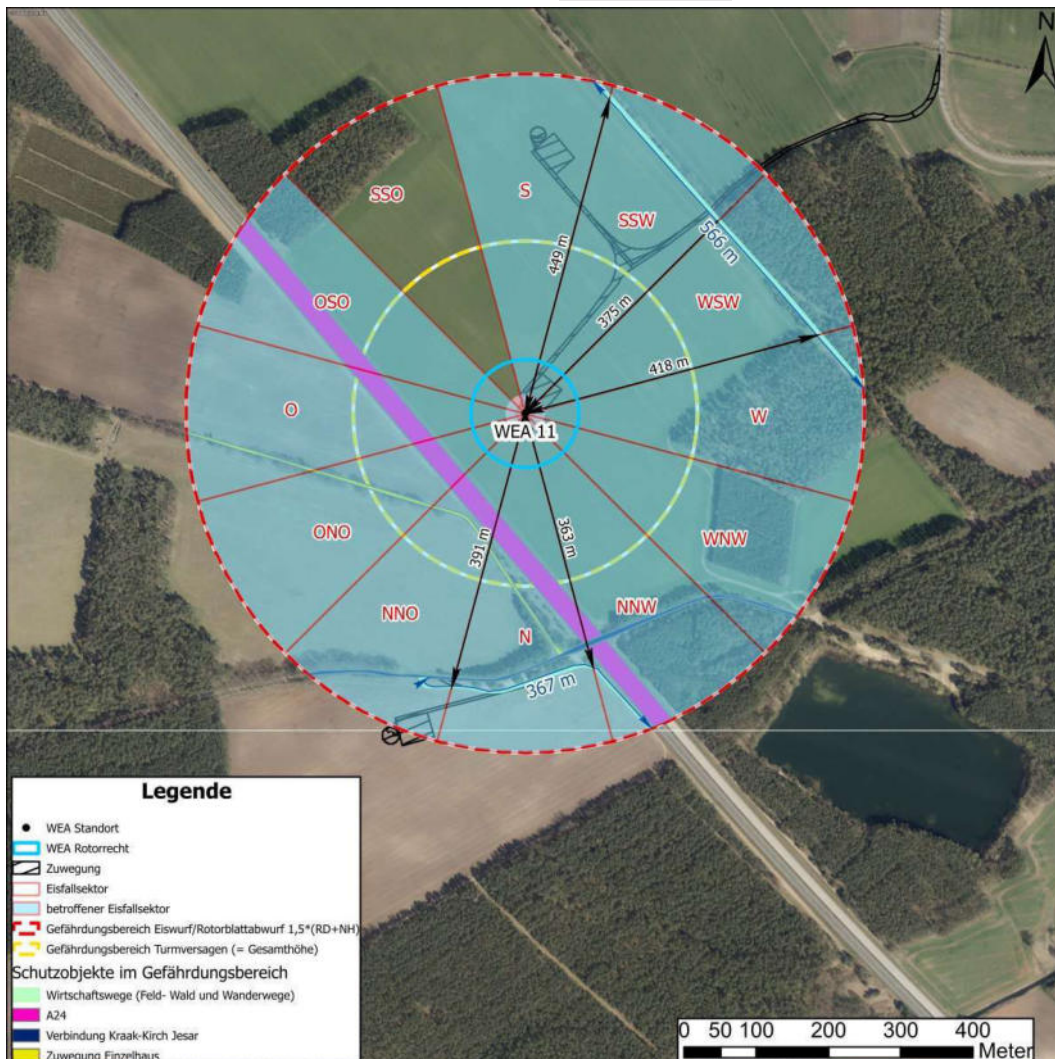 N
SSO
S
SSW
449 m
566 m
OSO
375 m
WSW
418 m
O
WEA 11
W
ONO
391 m
363 m
WNW
NNO
N
NNW
367 m
Legende
WEA Standort
WEA Rotorrecht
Zuwegung
Eisfallsektor
betroffener Eisfallsektor
Gefährdungsbereich Eiswurf/Rotorblattabwurf 1,5*(RD+NH)
Gefährdungsbereich Turmversagen (= Gesamthöhe)
Schutzobjekte im Gefährdungsbereich
Wirtschaftswege (Feld- Wald und Wanderwege)
A24
Verbindung Kraak-Kirch Jesar
Zuwegung Einzelhaus
0 50 100 200 300 400
Meter